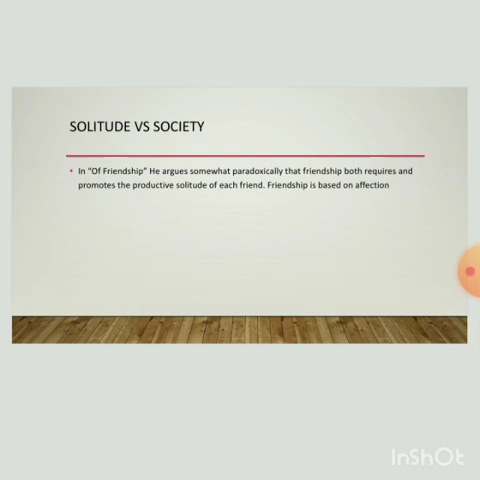 SOLITUDE VS SOCIETY
• In “Of Friendship” He argues somewhat paradoxically that friendship both requires and
promotes the productive solitude of each friend. Friendship is based on affection
InShOt